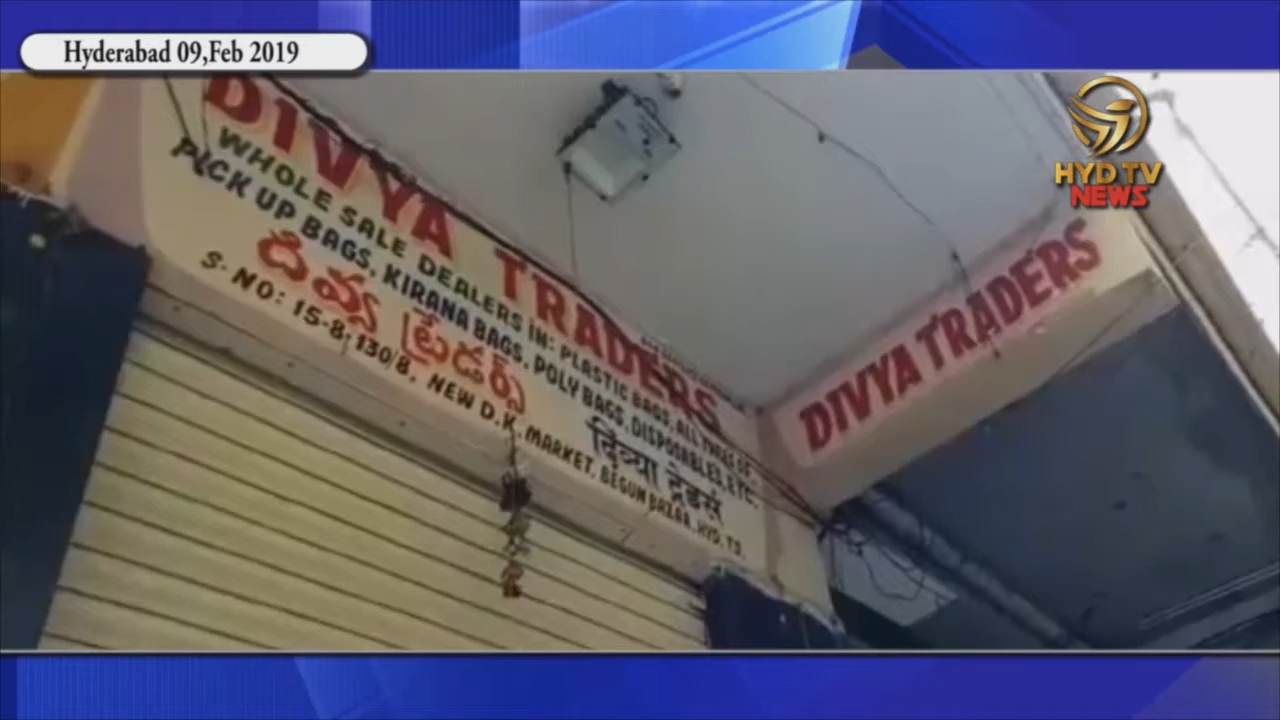 Hyderabad 09,Feb 2019
HYD TV
NEWS
DIVYA TRADERS
WHOLE SALE DEALERS IN: PLASTIC BAGS, ALL TYPES OF
PICK UP BAGS, KIRANA BAGS, POLY BAGS, DISPOSABLES, ETC.
దివ్య ట్రేడర్స్
दिव्या ट्रेडर्स
S-NO: 15-8-130/8, NEW D.K. MARKET, BEGUM BAZAR, HYD. T.S.
DIVYA TRADERS